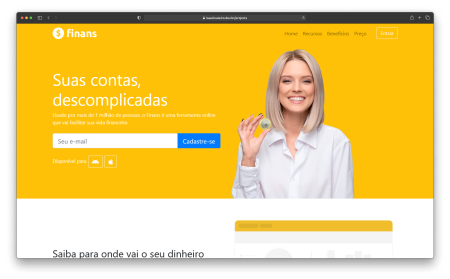 finans
Home Recursos Benefícios Preço Entrar
Suas contas,
descomplicadas
Usado por mais de 1 milhão de pessoas, o Finans é uma ferramenta online
que vai facilitar sua vida financeira
Seu e-mail Cadastre-se
Disponível para
Saiba para onde vai o seu dinheiro